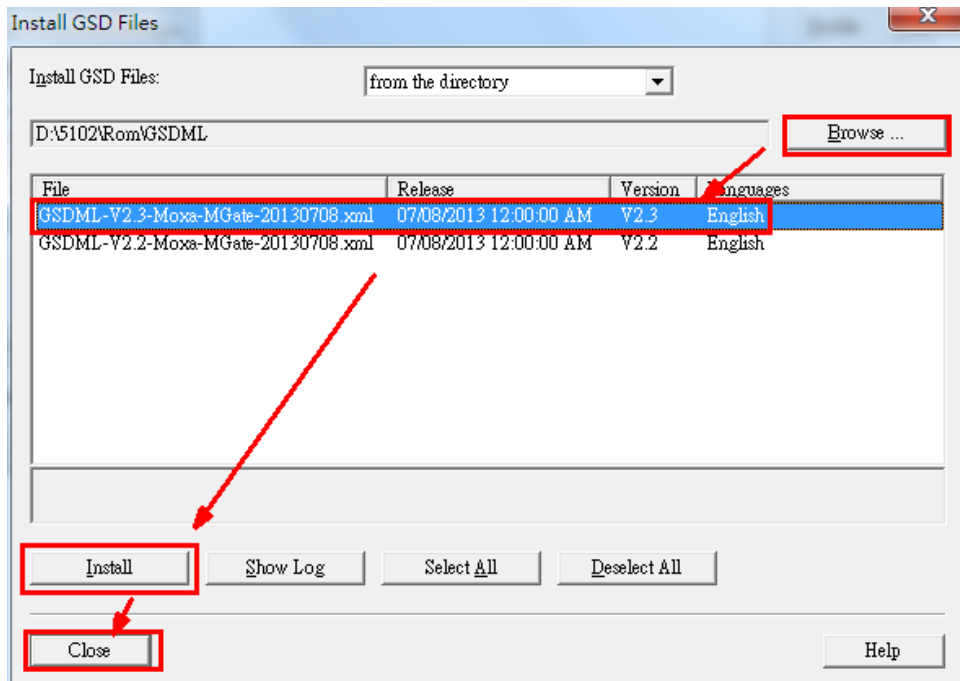 Install GSD Files
Install GSD Files:
from the directory
D:\5102\Rom\GSDML
Browse ...
File Release Version Languages
GSDML-V2.3-Moxa-MGate-20130708.xml 07/08/2013 12:00:00 AM V2.3 English
GSDML-V2.2-Moxa-MGate-20130708.xml 07/08/2013 12:00:00 AM V2.2 English
Install Show Log Select All Deselect All
Close Help